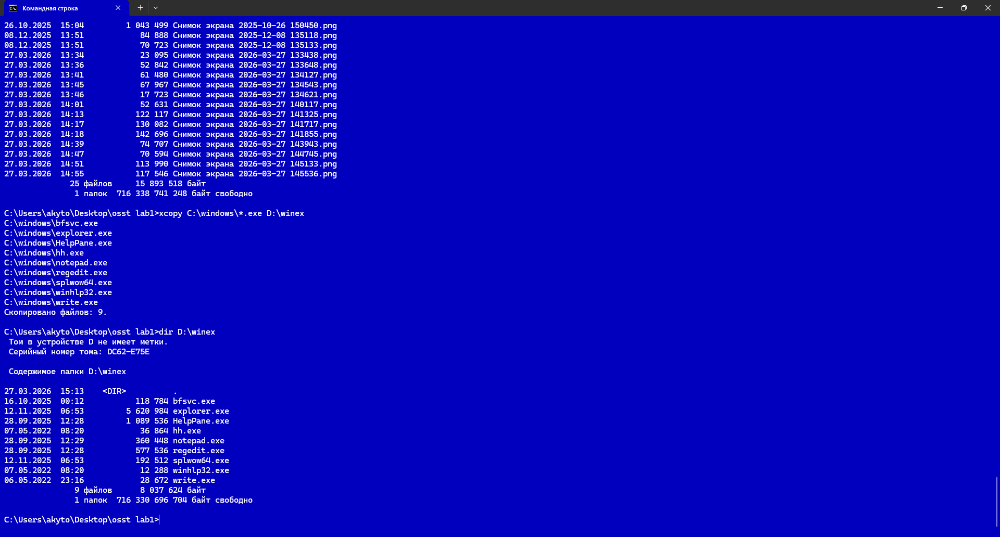 Командная строка
26.10.2025  15:04         1 043 499 Снимок экрана 2025-10-26 150450.png
08.12.2025  13:51            84 888 Снимок экрана 2025-12-08 135118.png
08.12.2025  13:51            70 723 Снимок экрана 2025-12-08 135133.png
27.03.2026  13:34            23 095 Снимок экрана 2026-03-27 133438.png
27.03.2026  13:36            52 842 Снимок экрана 2026-03-27 133648.png
27.03.2026  13:41            61 480 Снимок экрана 2026-03-27 134127.png
27.03.2026  13:45            67 967 Снимок экрана 2026-03-27 134543.png
27.03.2026  13:46            17 723 Снимок экрана 2026-03-27 134621.png
27.03.2026  14:01            52 631 Снимок экрана 2026-03-27 140117.png
27.03.2026  14:13           122 117 Снимок экрана 2026-03-27 141325.png
27.03.2026  14:17           130 082 Снимок экрана 2026-03-27 141717.png
27.03.2026  14:18           142 696 Снимок экрана 2026-03-27 141855.png
27.03.2026  14:39            74 707 Снимок экрана 2026-03-27 143943.png
27.03.2026  14:47            70 594 Снимок экрана 2026-03-27 144745.png
27.03.2026  14:51           113 990 Снимок экрана 2026-03-27 145133.png
27.03.2026  14:55           117 546 Снимок экрана 2026-03-27 145536.png
25 файлов     15 893 518 байт
1 папок  716 338 741 248 байт свободно
C:\Users\akyto\Desktop\osst lab1>xcopy C:\windows\*.exe D:\winex
C:\windows\bfsvc.exe
C:\windows\explorer.exe
C:\windows\HelpPane.exe
C:\windows\hh.exe
C:\windows\notepad.exe
C:\windows\regedit.exe
C:\windows\splwow64.exe
C:\windows\winhlp32.exe
C:\windows\write.exe
Скопировано файлов: 9.
C:\Users\akyto\Desktop\osst lab1>dir D:\winex
Том в устройстве D не имеет метки.
Серийный номер тома: DC62-E75E
Содержимое папки D:\winex
27.03.2026  15:13    <DIR>          .
16.10.2025  00:12           118 784 bfsvc.exe
12.11.2025  06:53         5 620 984 explorer.exe
28.09.2025  12:28         1 089 536 HelpPane.exe
07.05.2022  08:20            36 864 hh.exe
28.09.2025  12:29           360 448 notepad.exe
28.09.2025  12:28           577 536 regedit.exe
12.11.2025  06:53           192 512 splwow64.exe
07.05.2022  08:20            12 288 winhlp32.exe
06.05.2022  23:16            28 672 write.exe
9 файлов      8 037 624 байт
1 папок  716 330 696 704 байт свободно
C:\Users\akyto\Desktop\osst lab1>